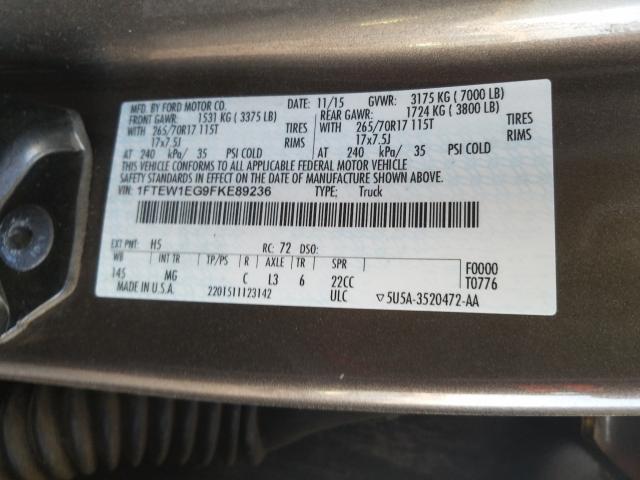 MFD. BY FORD MOTOR CO. DATE: 11/15 GVWR: 3175 KG ( 7000 LB)
FRONT GAWR: 1531 KG ( 3375 LB) REAR GAWR: 1724 KG ( 3800 LB)
WITH 265/70R17 115T TIRES WITH 265/70R17 115T TIRES
17x7.5J RIMS 17x7.5J RIMS
AT 240 kPa/ 35 PSI COLD AT 240 kPa/ 35 PSI COLD
THIS VEHICLE CONFORMS TO ALL APPLICABLE FEDERAL MOTOR VEHICLE
SAFETY STANDARDS IN EFFECT ON THE DATE OF MANUFACTURE SHOWN ABOVE.
VIN: 1FTEW1EG9FKE89236 TYPE: Truck
EXT PNT: H5 RC: 72 DSO:
WB INT TR TP/PS R AXLE TR SPR F0000
145 MG C L3 6 22CC T0776
MADE IN U.S.A. 2201511123142 ULC ▽5U5A-3520472-AA